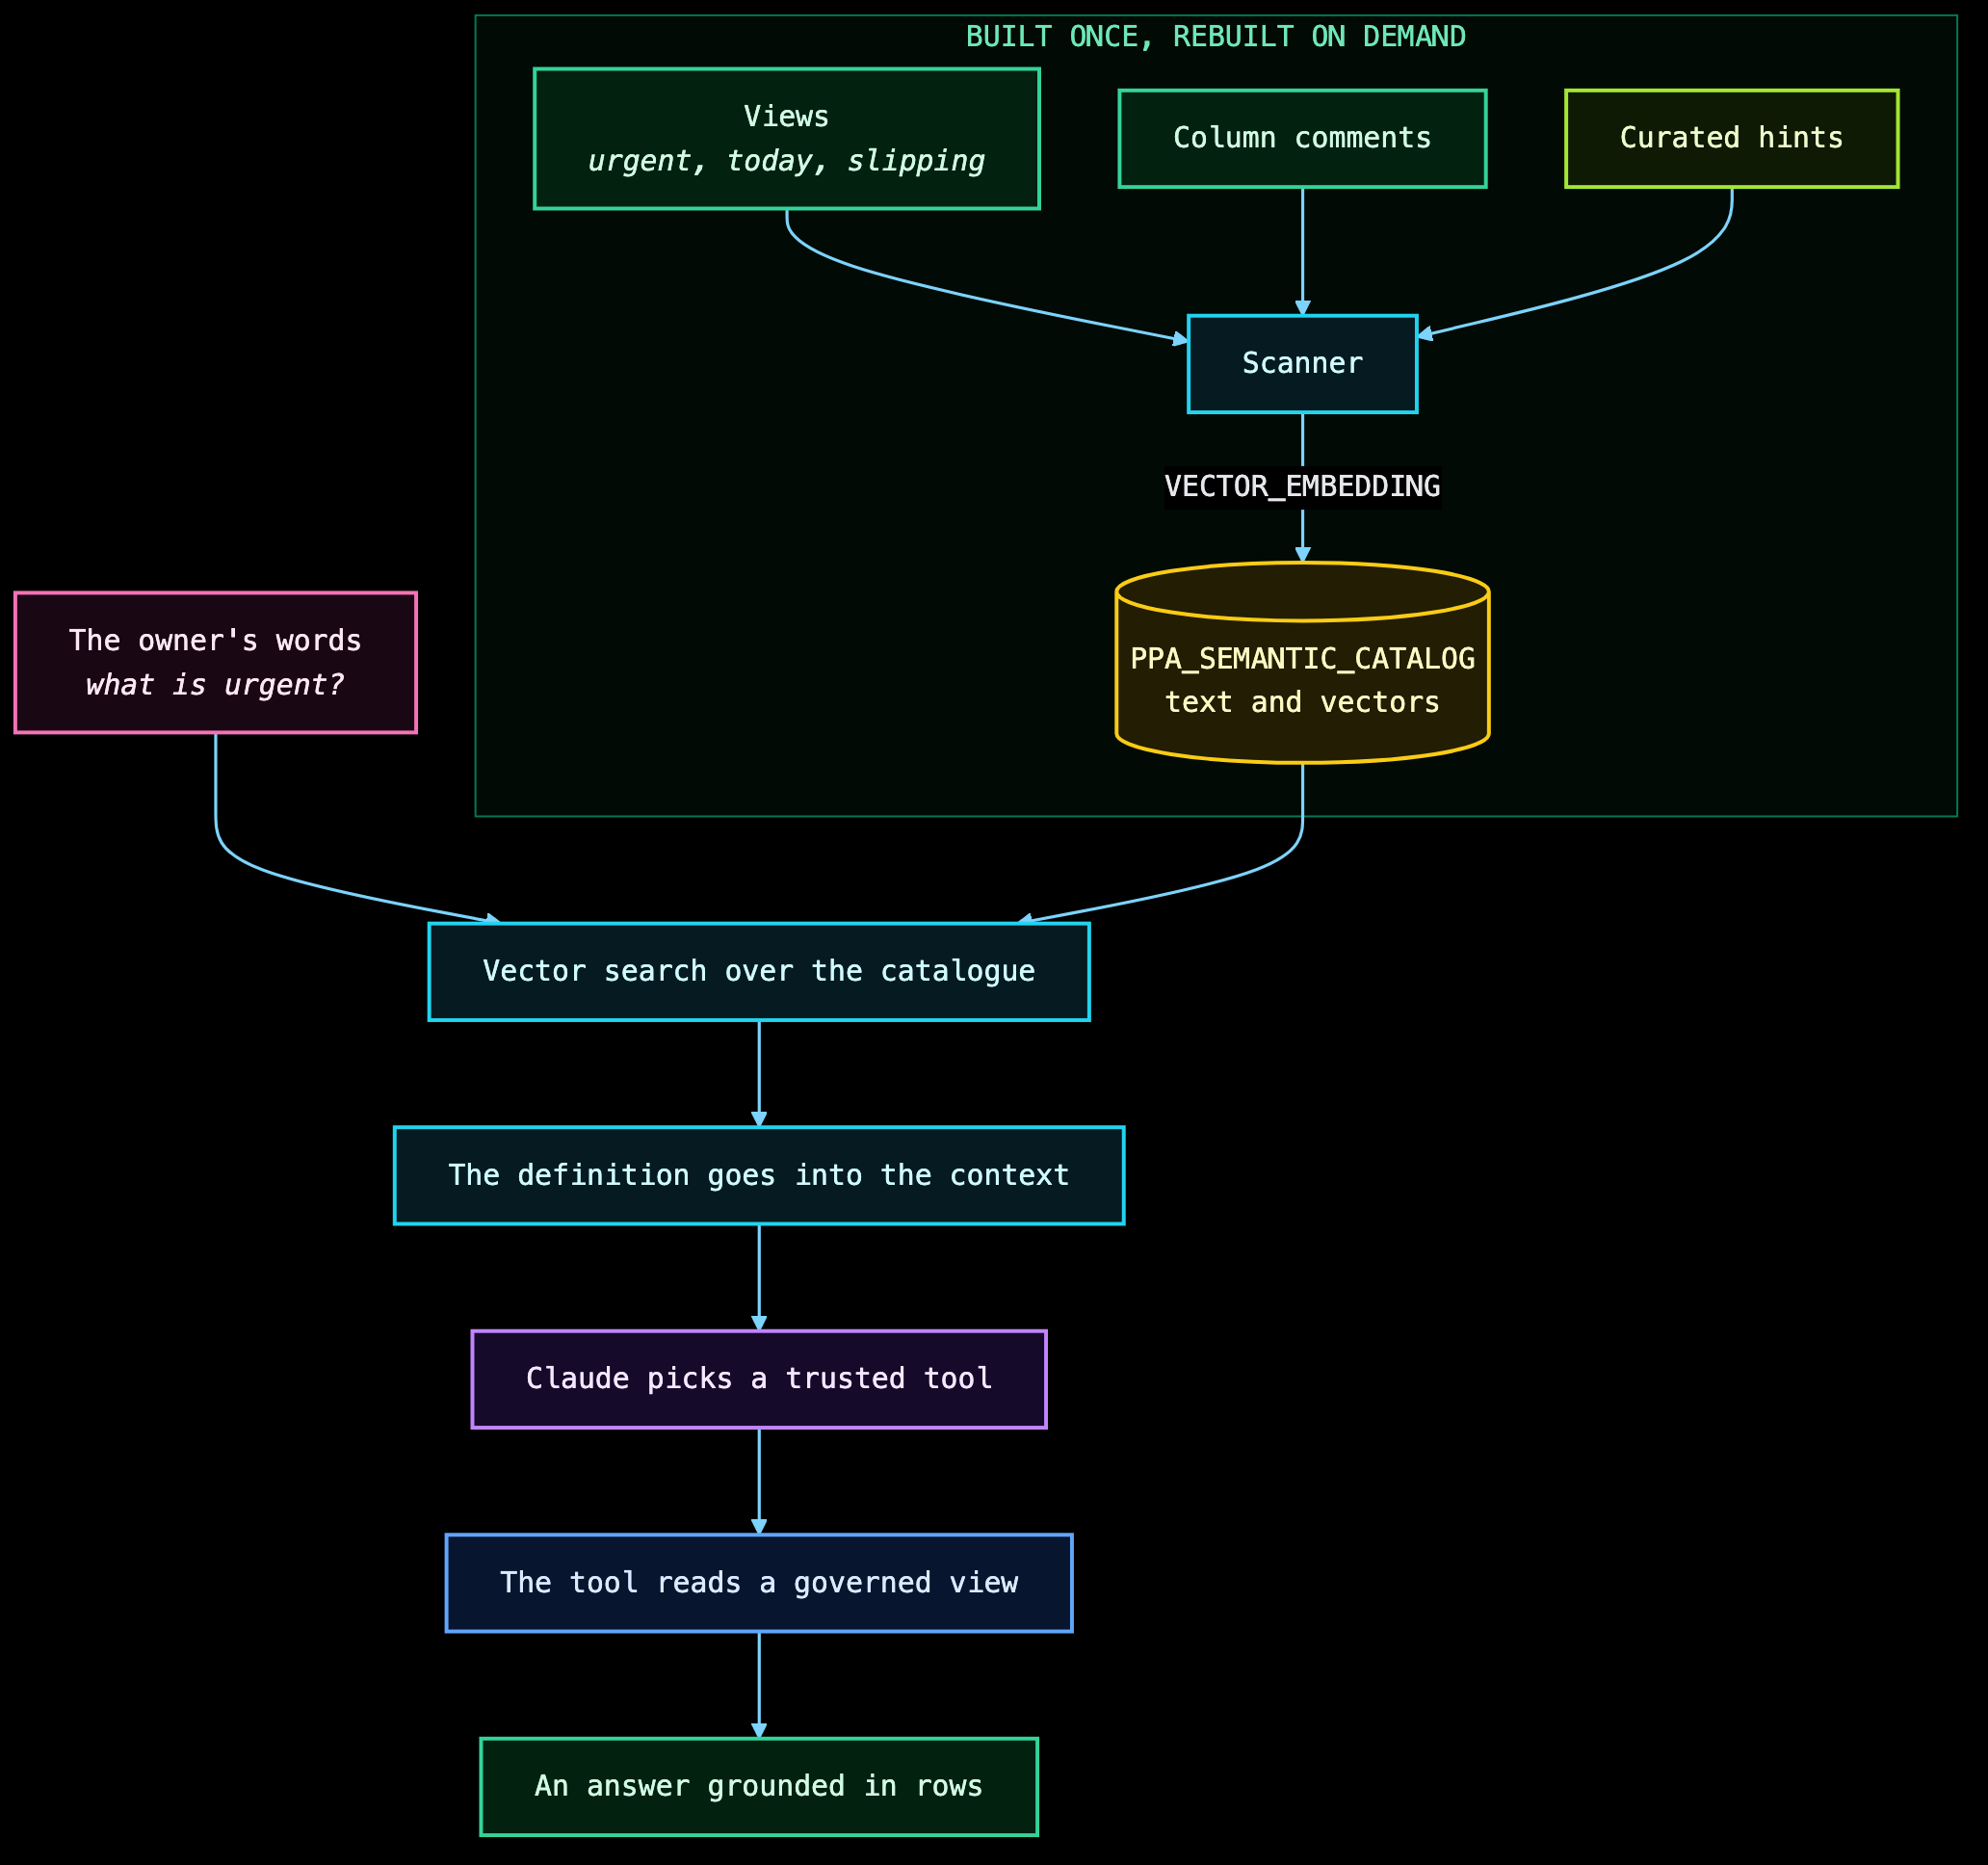 BUILT ONCE, REBUILT ON DEMAND
Views
urgent, today, slipping
Column comments
Curated hints
Scanner
VECTOR_EMBEDDING
The owner's words
what is urgent?
PPA_SEMANTIC_CATALOG
text and vectors
Vector search over the catalogue
The definition goes into the context
Claude picks a trusted tool
The tool reads a governed view
An answer grounded in rows